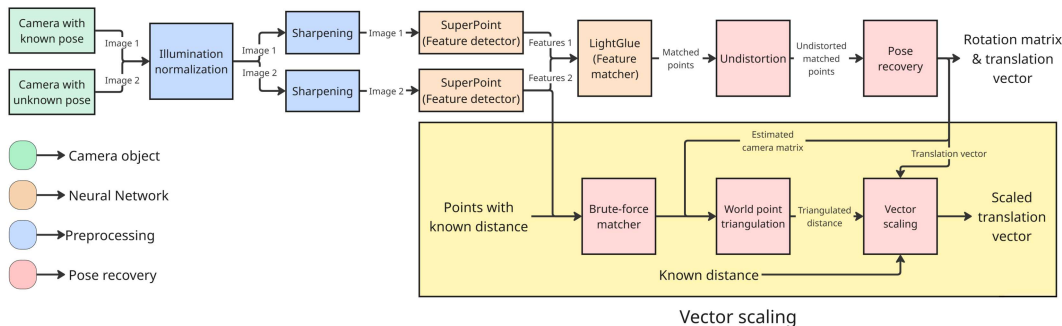 Camera with
known pose
Image 1
Illumination
normalization
Image 1
Sharpening
Image 1
SuperPoint
(Feature detector)
Features 1
LightGlue
(Feature
matcher)
Matched
points
Undistortion
Undistorted
matched
points
Pose
recovery
Rotation matrix
& translation
vector
Camera with
unknown pose
Image 2
Image 2
Sharpening
Image 2
SuperPoint
(Feature detector)
Features 2
Camera object
Neural Network
Preprocessing
Pose recovery
Estimated
camera matrix
Translation vector
Points with
known distance
Brute-force
matcher
World point
triangulation
Triangulated
distance
Vector
scaling
Scaled
translation
vector
Known distance
Vector scaling